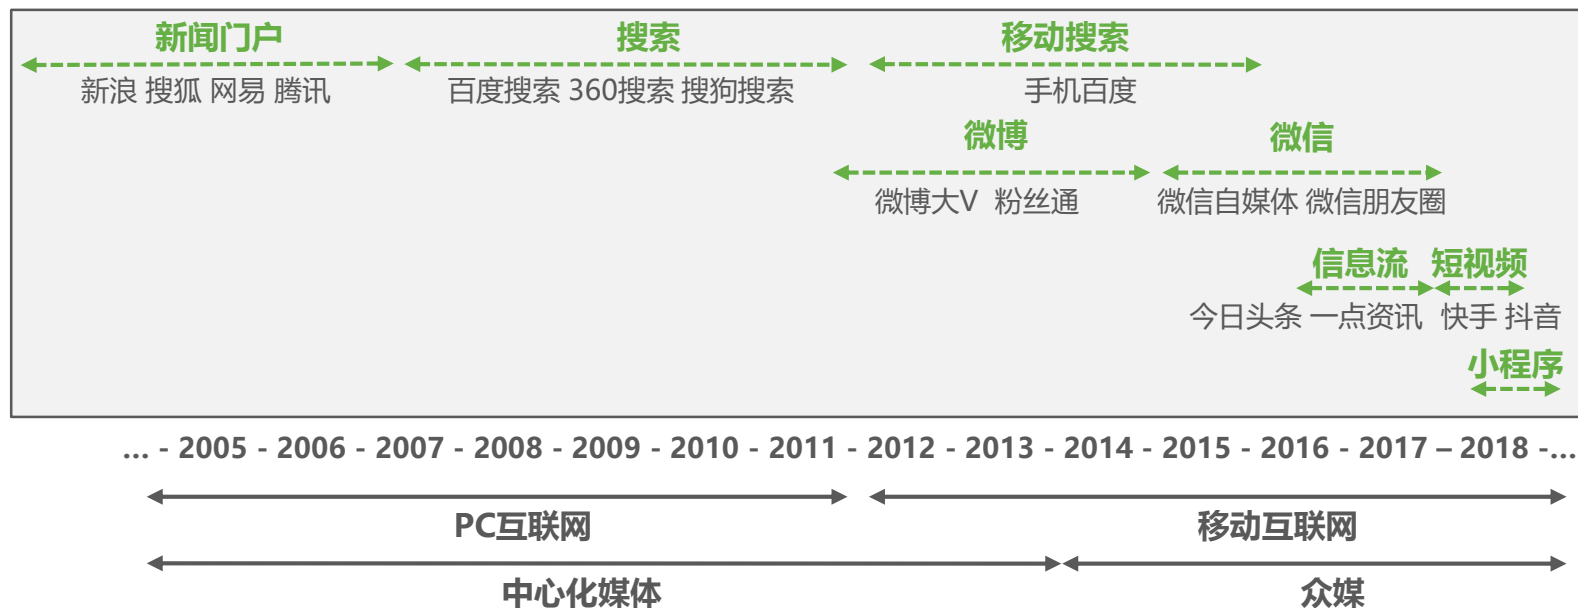 新闻门户 搜索 移动搜索
新浪 搜狐 网易 腾讯 百度搜索 360搜索 搜狗搜索 手机百度
微博 微信
微博大V 粉丝通 微信自媒体 微信朋友圈
信息流 短视频
今日头条 一点资讯 快手 抖音
小程序
... - 2005 - 2006 - 2007 - 2008 - 2009 - 2010 - 2011 - 2012 - 2013 - 2014 - 2015 - 2016 - 2017 – 2018 -...
PC互联网 移动互联网
中心化媒体 众媒